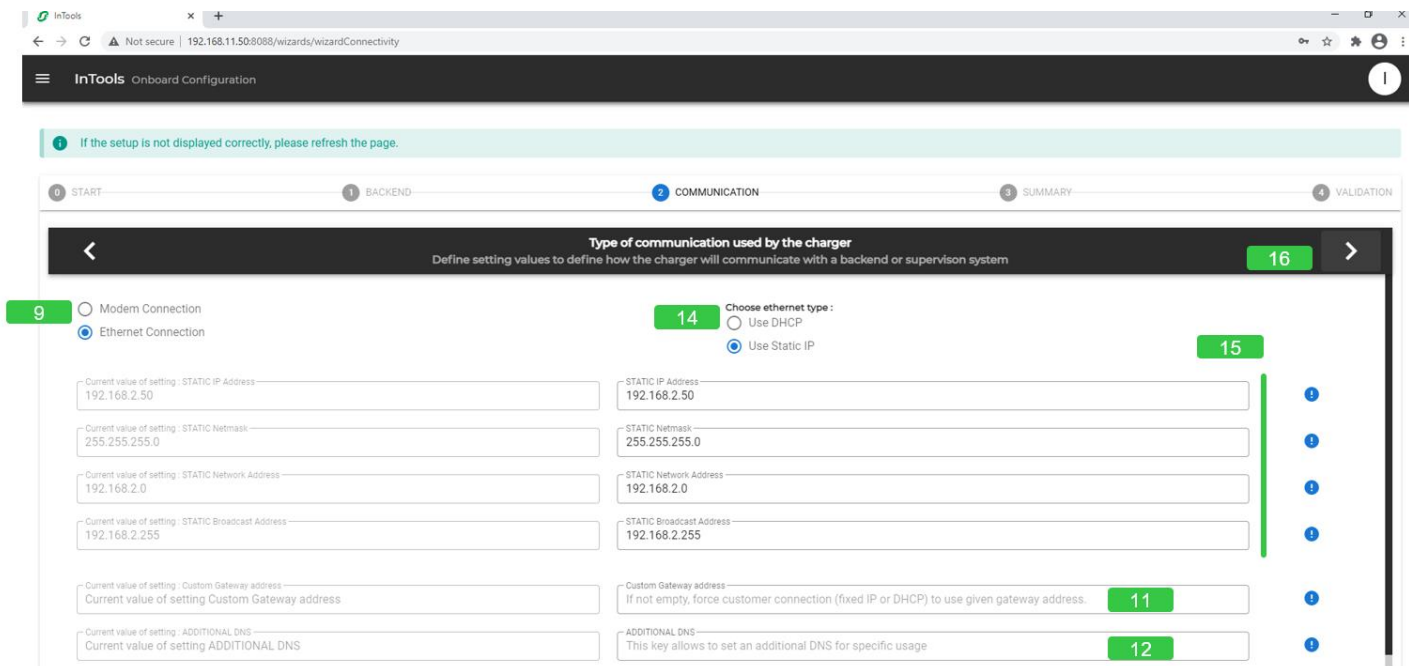 InTools
Not secure | 192.168.11.50:8088/wizards/wizardConnectivity
InTools Onboard Configuration
I
If the setup is not displayed correctly, please refresh the page.
0 START 1 BACKEND 2 COMMUNICATION 3 SUMMARY 4 VALIDATION
Type of communication used by the charger
Define setting values to define how the charger will communicate with a backend or supervison system
16
9
Modem Connection
Ethernet Connection
14
Choose ethernet type :
Use DHCP
Use Static IP
15
Current value of setting : STATIC IP Address
192.168.2.50
STATIC IP Address
192.168.2.50
Current value of setting : STATIC Netmask
255.255.255.0
STATIC Netmask
255.255.255.0
Current value of setting : STATIC Network Address
192.168.2.0
STATIC Network Address
192.168.2.0
Current value of setting : STATIC Broadcast Address
192.168.2.255
STATIC Broadcast Address
192.168.2.255
Current value of setting : Custom Gateway address
Current value of setting Custom Gateway address
Custom Gateway address
If not empty, force customer connection (fixed IP or DHCP) to use given gateway address.
11
Current value of setting : ADDITIONAL DNS
Current value of setting ADDITIONAL DNS
ADDITIONAL DNS
This key allows to set an additional DNS for specific usage
12